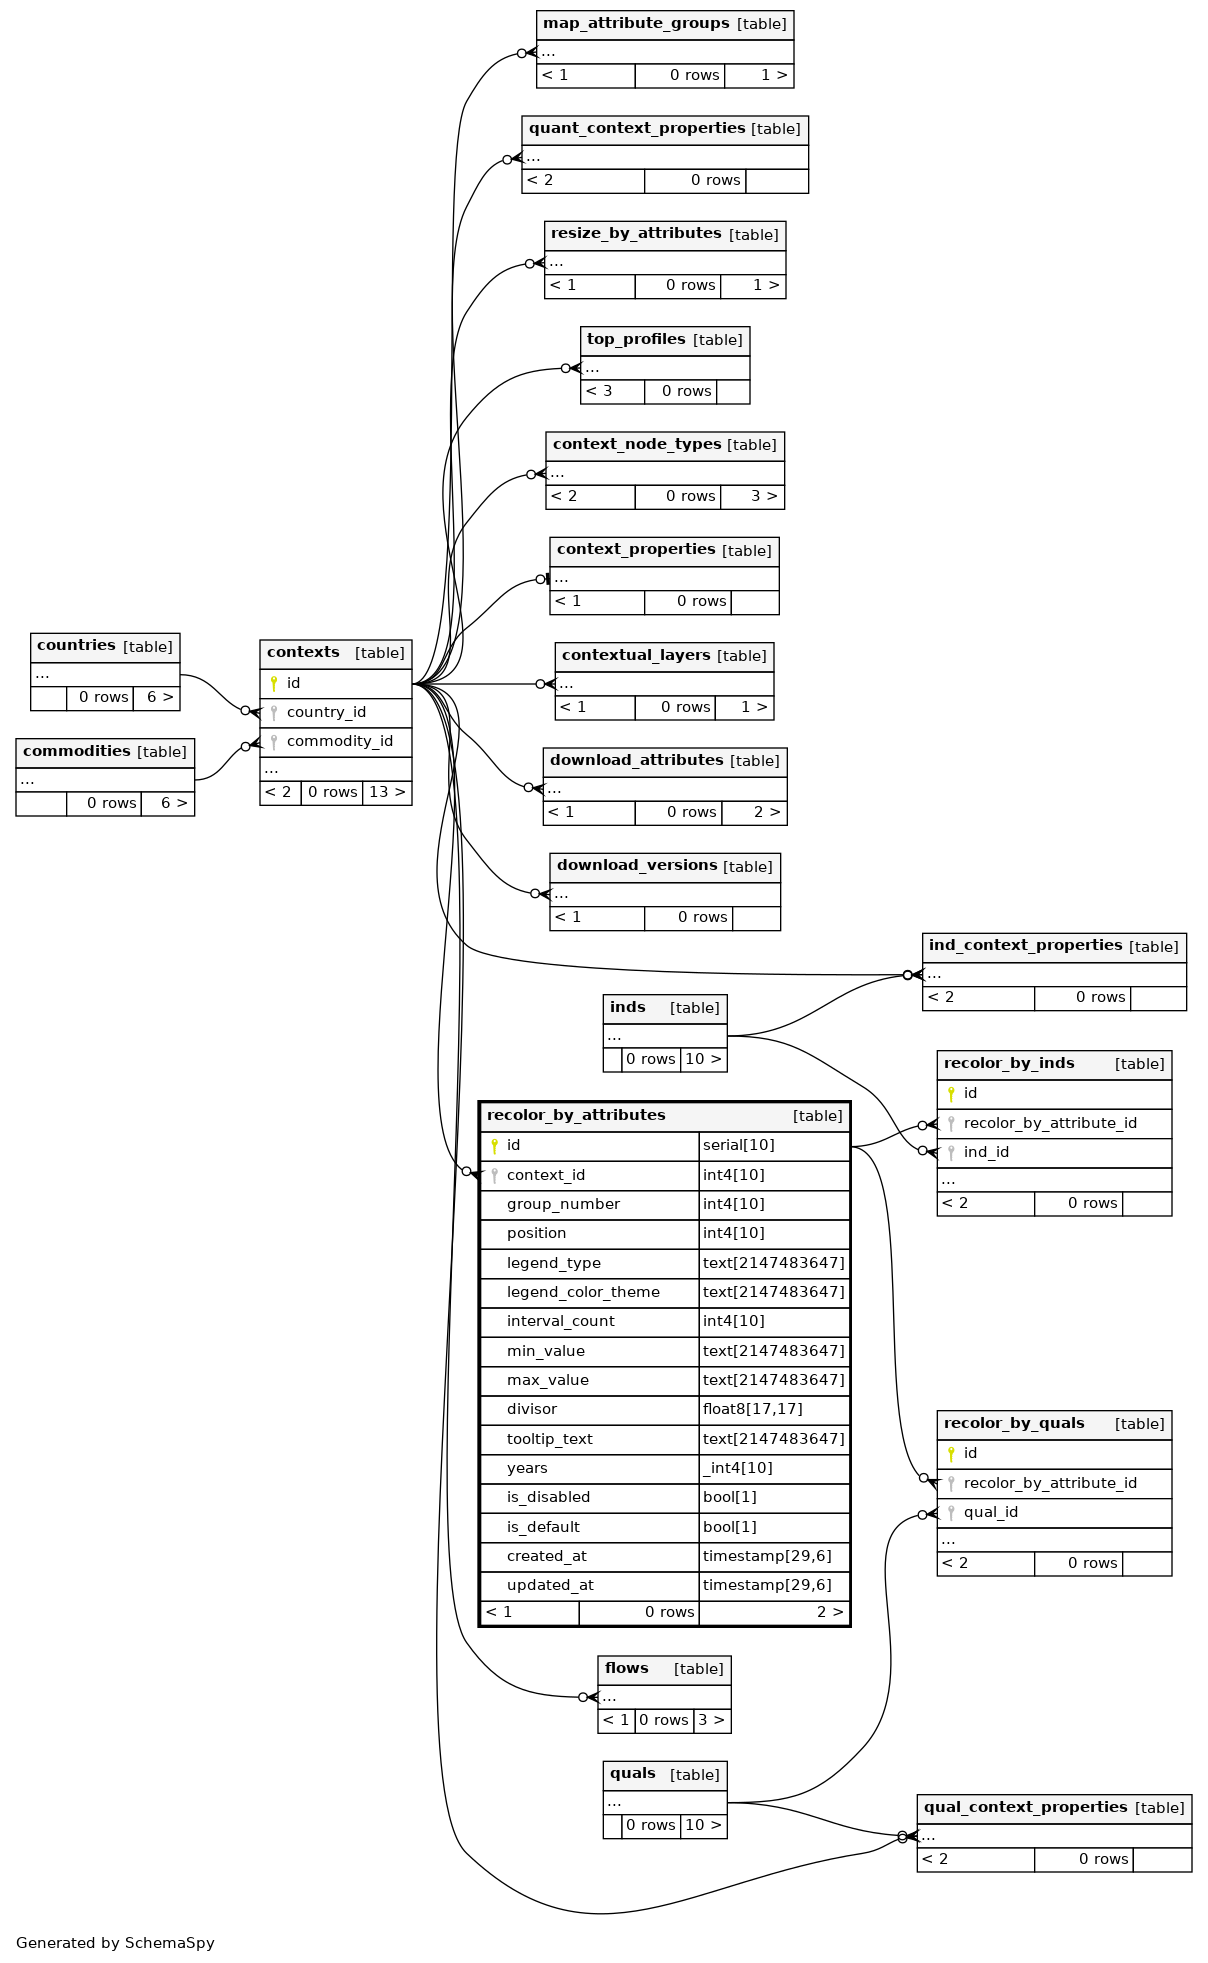 map_attribute_groups [table]
...
< 1 0 rows 1 >
quant_context_properties [table]
...
< 2 0 rows
resize_by_attributes [table]
...
< 1 0 rows 1 >
top_profiles [table]
...
< 3 0 rows
context_node_types [table]
...
< 2 0 rows 3 >
context_properties [table]
...
< 1 0 rows
countries [table]
...
0 rows 6 >
commodities [table]
...
0 rows 6 >
contexts [table]
id
country_id
commodity_id
...
< 2 0 rows 13 >
contextual_layers [table]
...
< 1 0 rows 1 >
download_attributes [table]
...
< 1 0 rows 2 >
download_versions [table]
...
< 1 0 rows
ind_context_properties [table]
...
< 2 0 rows
inds [table]
...
0 rows 10 >
recolor_by_inds [table]
id
recolor_by_attribute_id
ind_id
...
< 2 0 rows
recolor_by_attributes [table]
id serial[10]
context_id int4[10]
group_number int4[10]
position int4[10]
legend_type text[2147483647]
legend_color_theme text[2147483647]
interval_count int4[10]
min_value text[2147483647]
max_value text[2147483647]
divisor float8[17,17]
tooltip_text text[2147483647]
years _int4[10]
is_disabled bool[1]
is_default bool[1]
created_at timestamp[29,6]
updated_at timestamp[29,6]
< 1 0 rows 2 >
recolor_by_quals [table]
id
recolor_by_attribute_id
qual_id
...
< 2 0 rows
flows [table]
...
< 1 0 rows 3 >
quals [table]
...
0 rows 10 >
qual_context_properties [table]
...
< 2 0 rows
Generated by SchemaSpy